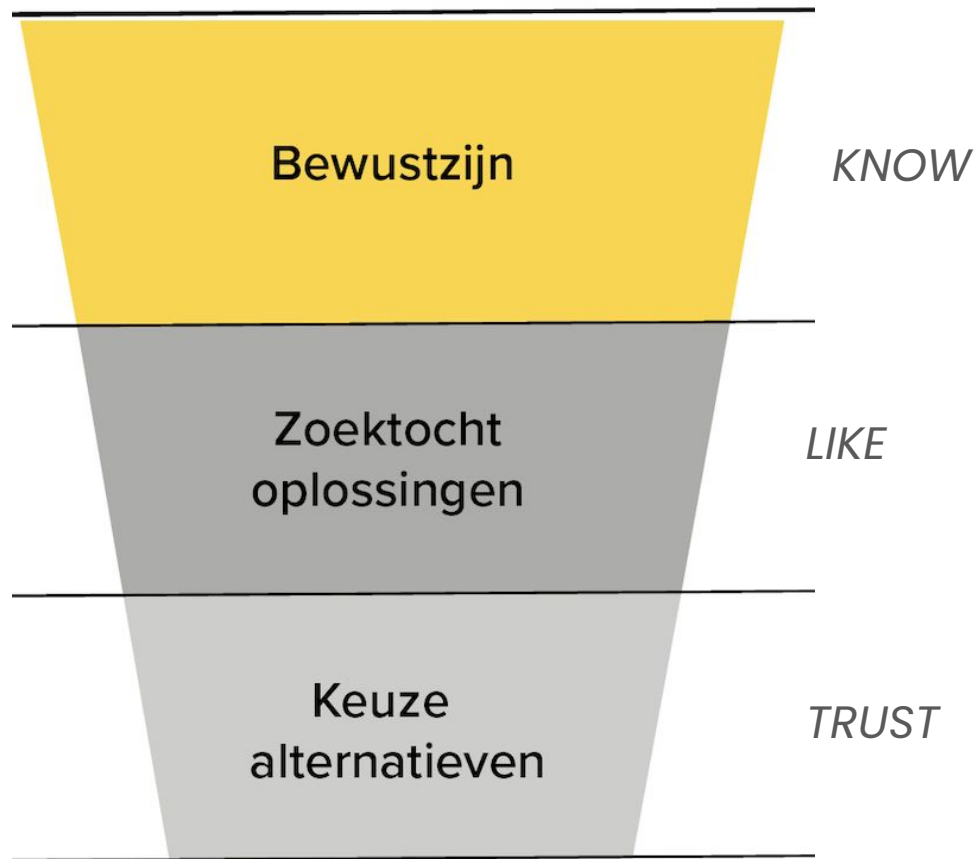 Bewustzijn
KNOW
Zoektocht
oplossingen
LIKE
Keuze
alternatieven
TRUST